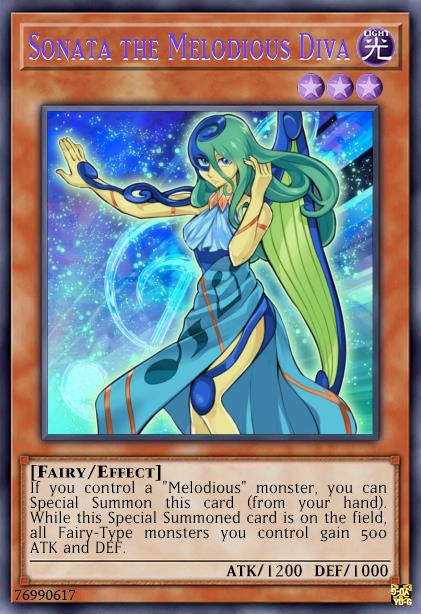 Sonata the Melodious Diva
LIGHT
光
[Fairy/Effect]
If you control a "Melodious" monster, you can
Special Summon this card (from your hand).
While this Special Summoned card is on the field,
all Fairy-Type monsters you control gain 500
ATK and DEF.
ATK/1200 DEF/1000
76990617